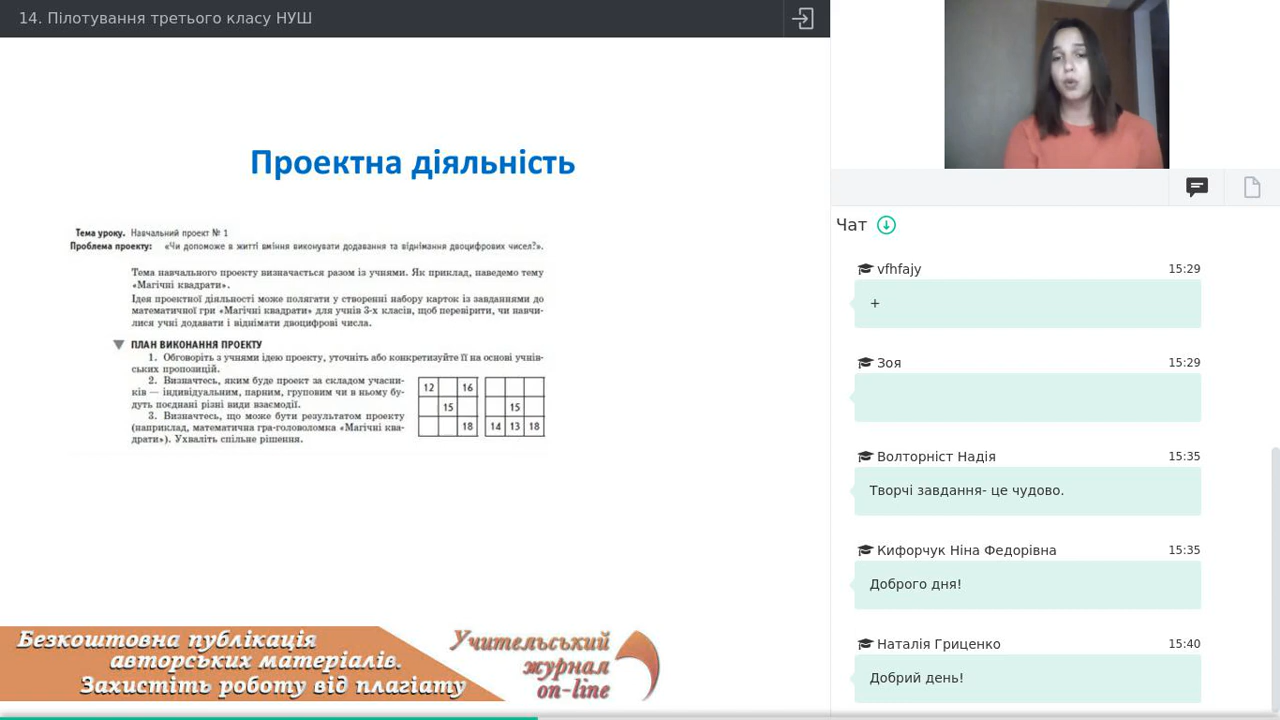 14. Пілотування третього класу НУШ
Проектна діяльність
Тема уроку. Навчальний проект № 1
Проблема проекту: «Чи допоможе в житті вміння виконувати додавання та віднімання двоцифрових чисел?».
Тема навчального проекту визначається разом із учнями. Як приклад, наведемо тему
«Магічні квадрати».
Ідея проектної діяльності може полягати у створенні набору карток із завданнями до
математичної гри «Магічні квадрати» для учнів 3-х класів, щоб перевірити, чи навчи-
лися учні додавати і віднімати двоцифрові числа.
ПЛАН ВИКОНАННЯ ПРОЕКТУ
1. Обговоріть з учнями ідею проекту, уточніть або конкретизуйте її на основі учнів-
ських пропозицій.
2. Визначтесь, яким буде проект за складом учасни-
ків — індивідуальним, парним, груповим чи в ньому бу-
дуть поєднані різні види взаємодії.
3. Визначтесь, що може бути результатом проекту
(наприклад, математична гра-головоломка «Магічні ква-
драти»). Ухваліть спільне рішення.
12 16
15
18
15
14 13 18
Безкоштовна публікація
авторських матеріалів.
Захистіть роботу від плагіату
Учительський
журнал
on-line
Чат
vfhfajy 15:29
+
Зоя 15:29
Волторніст Надія 15:35
Творчі завдання- це чудово.
Кифорчук Ніна Федорівна 15:35
Доброго дня!
Наталія Гриценко 15:40
Добрий день!